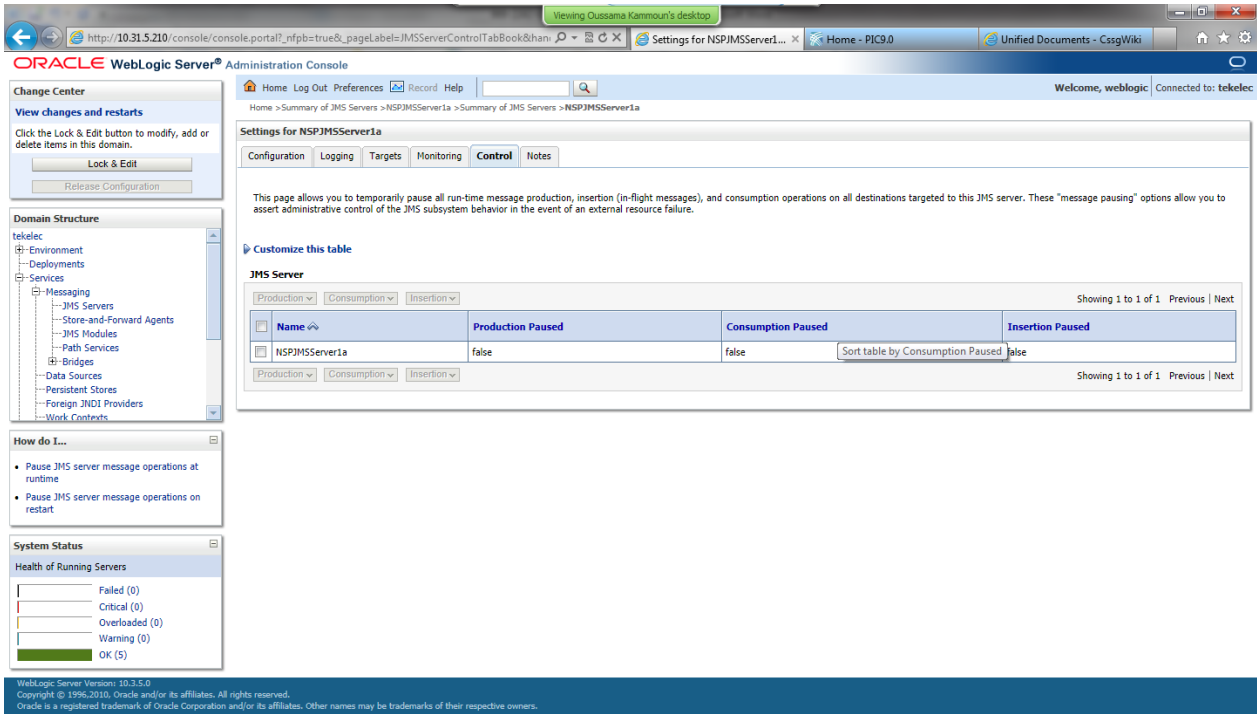 Viewing Oussama Kammoun's desktop
http://10.31.5.210/console/console.portal?_nfpb=true&_pageLabel=JMSServerControlTabBook&han
Settings for NSPJMSServer1... ×
Home - PIC9.0
Unified Documents - CssgWiki
ORACLE WebLogic Server® Administration Console
Change Center
View changes and restarts
Click the Lock & Edit button to modify, add or
delete items in this domain.
Lock & Edit
Release Configuration
Domain Structure
tekelec
Environment
Deployments
Services
Messaging
JMS Servers
Store-and-Forward Agents
JMS Modules
Path Services
Bridges
Data Sources
Persistent Stores
Foreign JNDI Providers
Work Contexts
How do I...
Pause JMS server message operations at
runtime
Pause JMS server message operations on
restart
System Status
Health of Running Servers
Failed (0)
Critical (0)
Overloaded (0)
Warning (0)
OK (5)
Home Log Out Preferences Record Help
Welcome, weblogic Connected to: tekelec
Home >Summary of JMS Servers >NSPJMSServer1a >Summary of JMS Servers >NSPJMSServer1a
Settings for NSPJMSServer1a
Configuration Logging Targets Monitoring Control Notes
This page allows you to temporarily pause all run-time message production, insertion (in-flight messages), and consumption operations on all destinations targeted to this JMS server. These "message pausing" options allow you to
assert administrative control of the JMS subsystem behavior in the event of an external resource failure.
Customize this table
JMS Server
Production Consumption Insertion
Showing 1 to 1 of 1 Previous | Next
Name Production Paused Consumption Paused Insertion Paused
NSPJMSServer1a false false false
Sort table by Consumption Paused
Production Consumption Insertion
Showing 1 to 1 of 1 Previous | Next
WebLogic Server Version: 10.3.5.0
Copyright © 1996,2010, Oracle and/or its affiliates. All rights reserved.
Oracle is a registered trademark of Oracle Corporation and/or its affiliates. Other names may be trademarks of their respective owners.